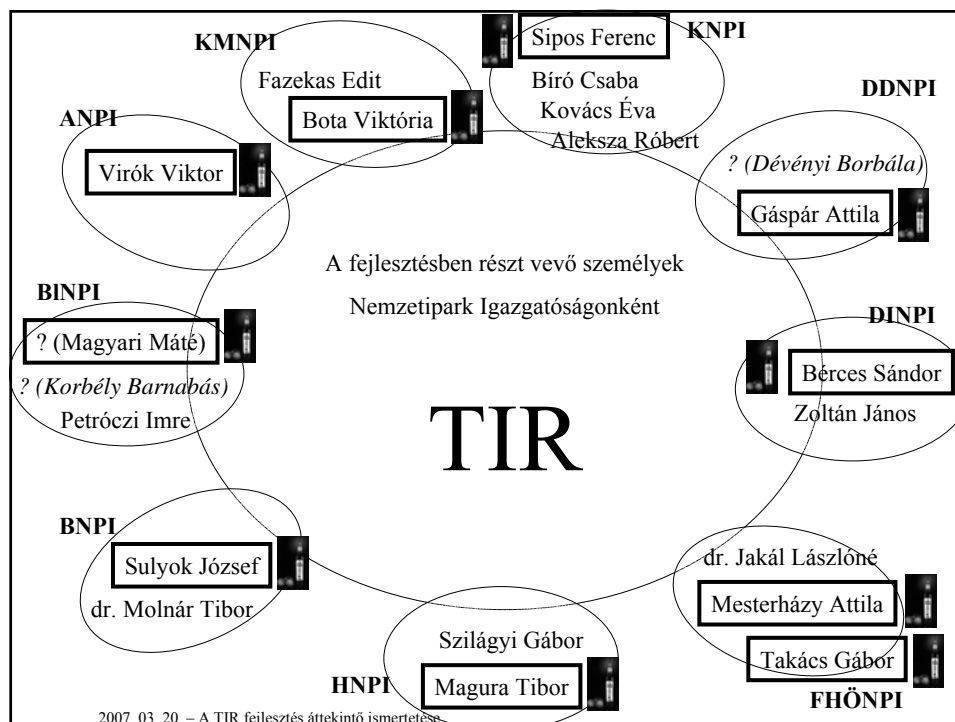 KMNPI
Fazekas Edit
Bota Viktória
Sipos Ferenc
KNPI
Bíró Csaba
Kovács Éva
Aleksza Róbert
DDNPI
? (Dévényi Borbála)
Gáspár Attila
ANPI
Virók Viktor
A fejlesztésben részt vevő személyek
Nemzetipark Igazgatóságonként
BlNPI
? (Magyari Máté)
? (Korbély Barnabás)
Petróczi Imre
DINPI
Bérces Sándor
Zoltán János
TIR
BNPI
Sulyok József
dr. Molnár Tibor
dr. Jakál Lászlóné
Mesterházy Attila
Takács Gábor
FHÖNPI
Szilágyi Gábor
HNPI
Magura Tibor
2007. 03. 20. – A TIR fejlesztés áttekintő ismertetése